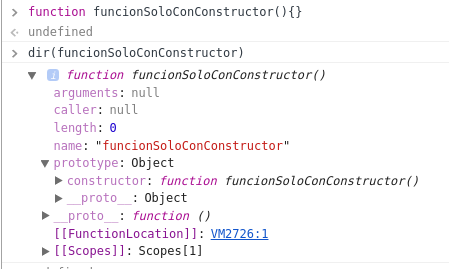 function funcionSoloConConstructor(){}
undefined
dir(funcionSoloConConstructor)
function funcionSoloConConstructor()
arguments: null
caller: null
length: 0
name: "funcionSoloConConstructor"
prototype: Object
constructor: function funcionSoloConConstructor()
__proto__: Object
__proto__: function ()
[[FunctionLocation]]: VM2726:1
[[Scopes]]: Scopes[1]